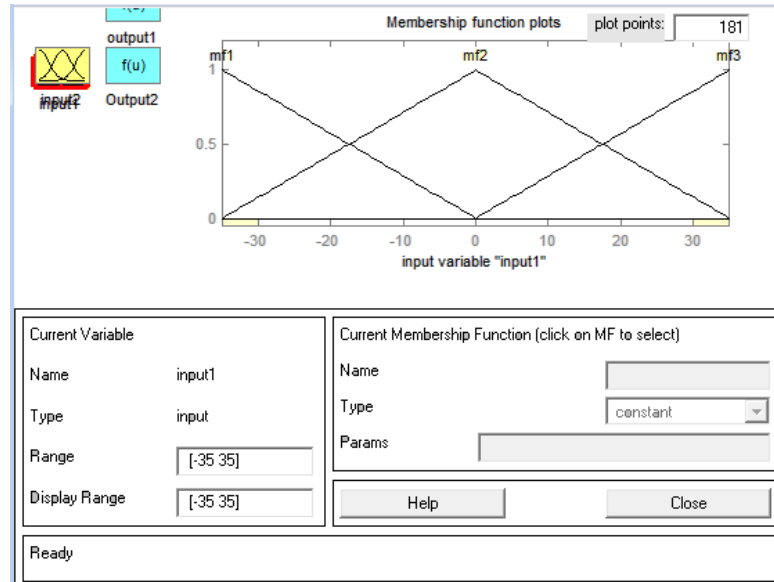 output1
Membership function plots
plot points:
181
f(u)
input2
input1
Output2
mf1
mf2
mf3
1
0.5
0
-30
-20
-10
0
10
20
30
input variable "input1"
Current Variable
Name
input1
Type
input
Range
[-35 35]
Display Range
[-35 35]
Current Membership Function (click on MF to select)
Name
Type
constant
Params
Help
Close
Ready